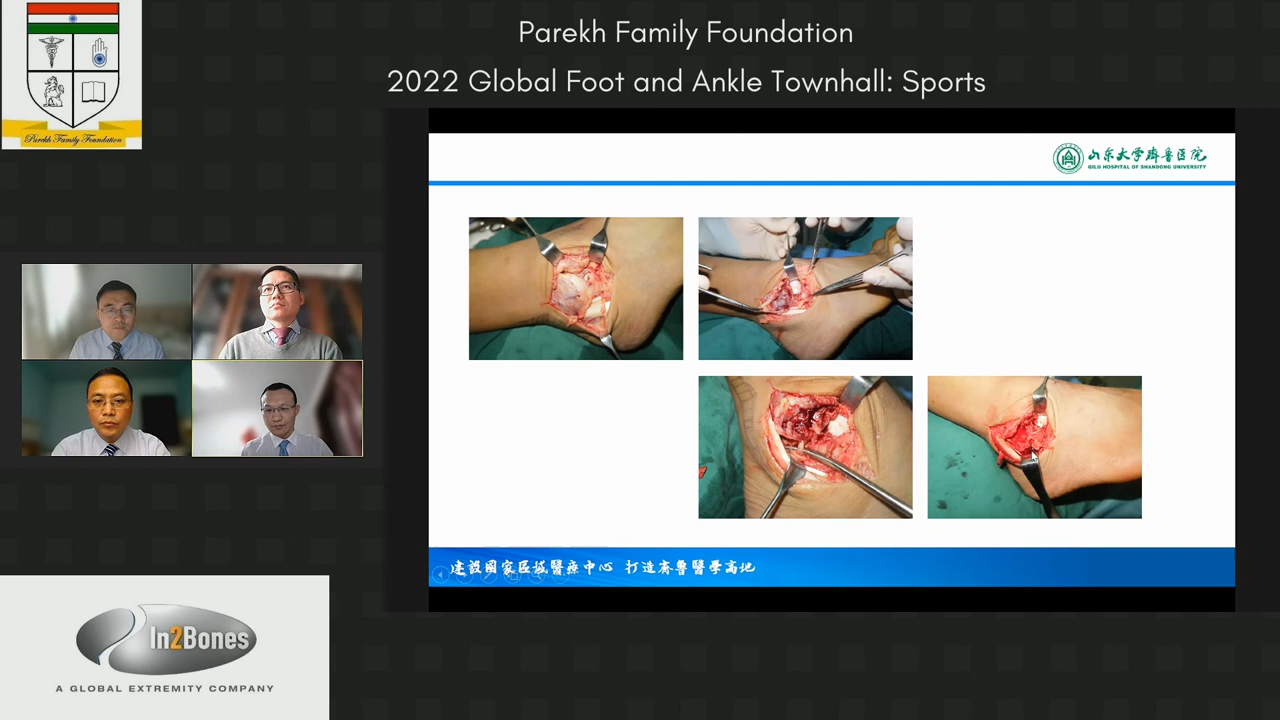 Parekh Family Foundation
2022 Global Foot and Ankle Townhall: Sports
Parekh Family Foundation
山东大学齊鲁医院
QILU HOSPITAL OF SHANDONG UNIVERSITY
建設國家區域醫療中心 打造齊魯醫學高地
In2Bones
A GLOBAL EXTREMITY COMPANY